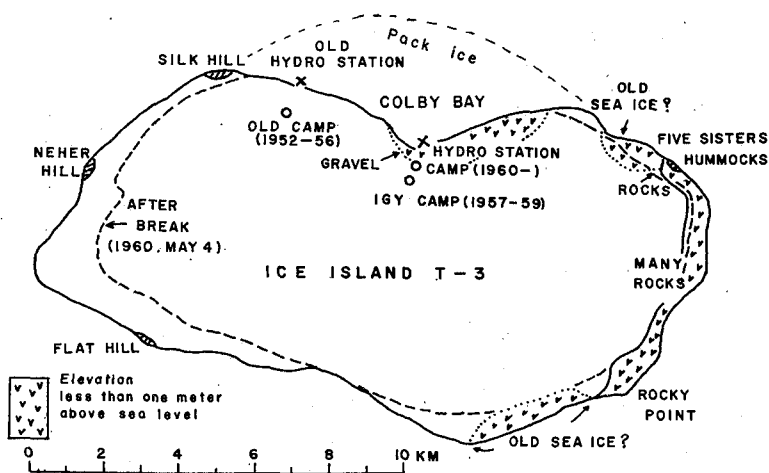 Pack ice
OLD
HYDRO STATION
SILK HILL
COLBY BAY
OLD
SEA ICE?
OLD CAMP
(1952-56)
FIVE SISTERS
HUMMOCKS
HYDRO STATION
GRAVEL
CAMP (1960-)
IGY CAMP (1957-59)
ROCKS
NEHER
HILL
AFTER
BREAK
(1960, MAY 4)
ICE ISLAND T-3
MANY
ROCKS
FLAT HILL
Elevation
less than one meter
above sea level
ROCKY
POINT
OLD SEA ICE?
0 2 4 6 8 10 KM